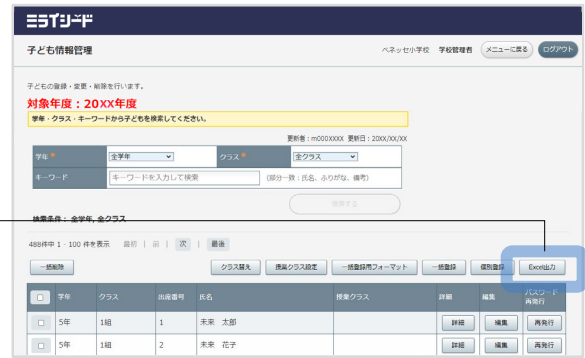 ミライシード
子ども情報管理
ベネッセ小学校 学校管理者 メニューに戻る ログアウト
子どもの登録・変更・削除を行います。
対象年度：20XX年度
学年・クラス・キーワードから子どもを検索してください。
更新者：m000XXXX 更新日：20XX/XX/XX
学年 * 全学年 クラス * 全クラス
キーワード キーワードを入力して検索 (部分一致：氏名、ふりがな、備考)
検索する
検索条件： 全学年, 全クラス
488件中 1 - 100 件を表示 最初 | 前 | 次 | 最後
一括削除 クラス替え 授業クラス設定 一括登録用フォーマット 一括登録 個別登録 Excel出力
学年 クラス 出席番号 氏名 授業クラス 詳細 編集 パスワード再発行
5年 1組 1 未来 太郎 詳細 編集 再発行
5年 1組 2 未来 花子 詳細 編集 再発行